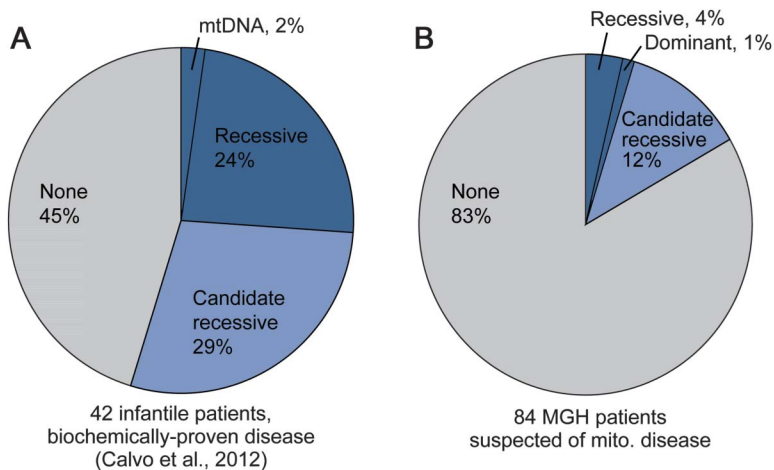 A
mtDNA, 2%
Recessive
24%
None
45%
Candidate
recessive
29%
42 infantile patients,
biochemically-proven disease
(Calvo et al., 2012)
B
Recessive, 4%
Dominant, 1%
Candidate
recessive
12%
None
83%
84 MGH patients
suspected of mito. disease